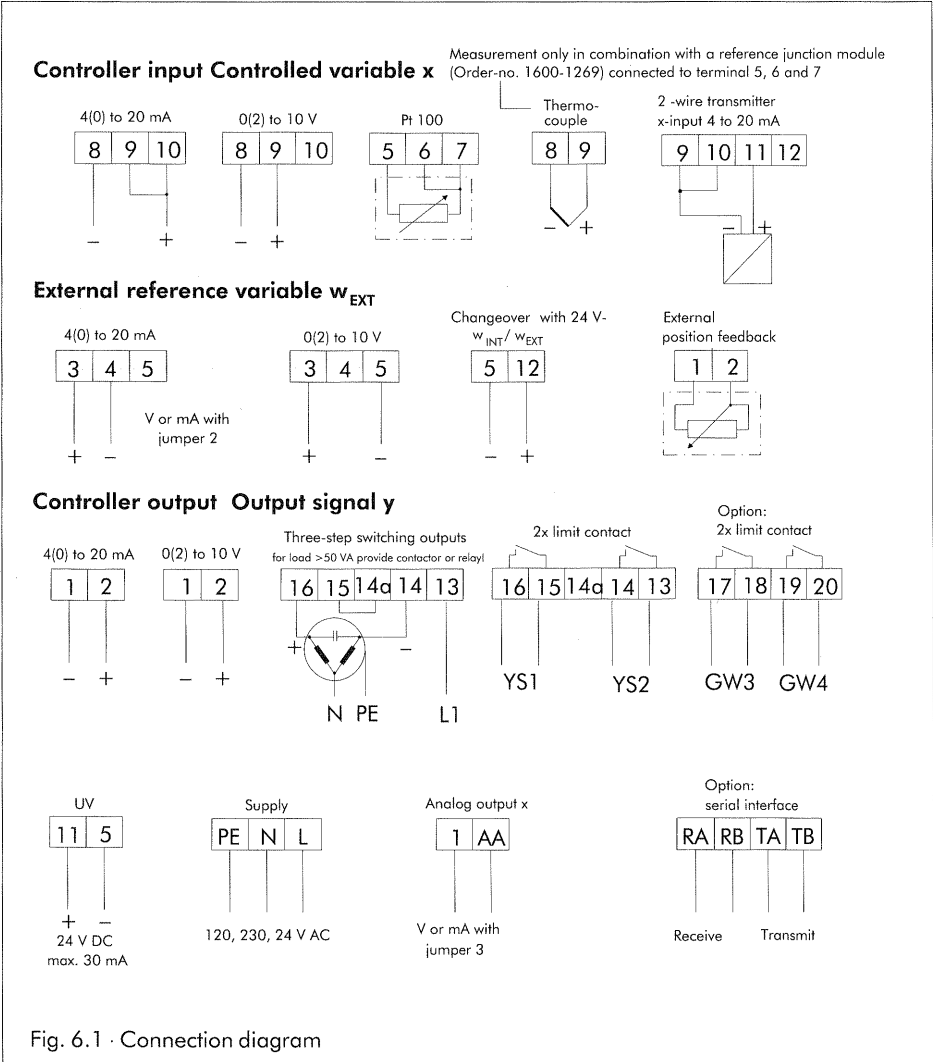 Controller input Controlled variable x
Measurement only in combination with a reference junction module
(Order-no. 1600-1269) connected to terminal 5, 6 and 7
4(0) to 20 mA
8 9 10
– +
0(2) to 10 V
8 9 10
– +
Pt 100
5 6 7
Thermo-
couple
8 9
– +
2 -wire transmitter
x-input 4 to 20 mA
9 10 11 12
– +
External reference variable wEXT
4(0) to 20 mA
3 4 5
V or mA with
jumper 2
+ –
0(2) to 10 V
3 4 5
+ –
Changeover with 24 V-
wINT/ wEXT
5 12
– +
External
position feedback
1 2
Controller output Output signal y
4(0) to 20 mA
1 2
– +
0(2) to 10 V
1 2
– +
Three-step switching outputs
for load >50 VA provide contactor or relay!
16 15 14a 14 13
+ –
N PE L1
2x limit contact
16 15 14a 14 13
YS1 YS2
Option:
2x limit contact
17 18 19 20
GW3 GW4
UV
11 5
+ –
24 V DC
max. 30 mA
Supply
PE N L
120, 230, 24 V AC
Analog output x
1 AA
V or mA with
jumper 3
Option:
serial interface
RA RB TA TB
Receive Transmit
Fig. 6.1 · Connection diagram